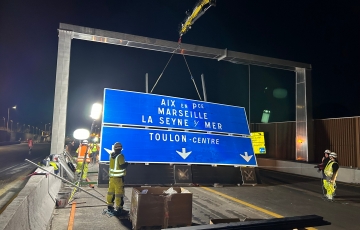 AIX EN PCE
MARSEILLE
LA SEYNE S/ MER
TOULON-CENTRE